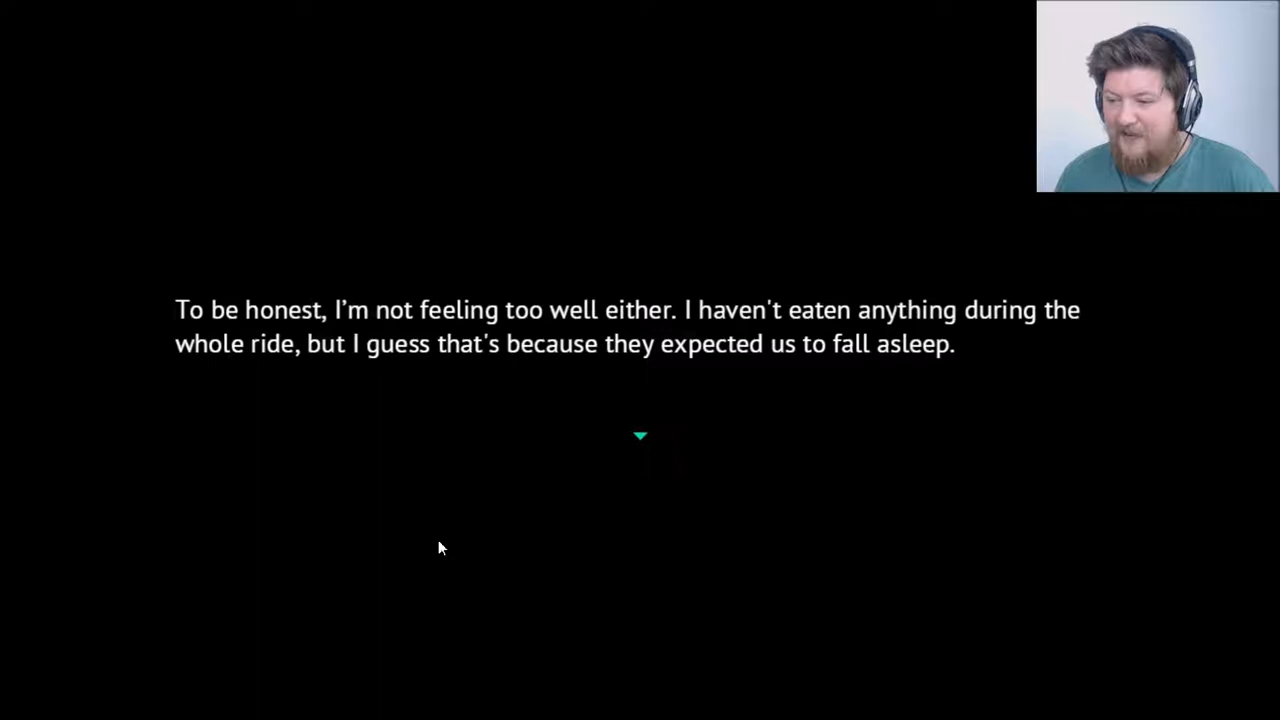 To be honest, I’m not feeling too well either. I haven't eaten anything during the
whole ride, but I guess that's because they expected us to fall asleep.